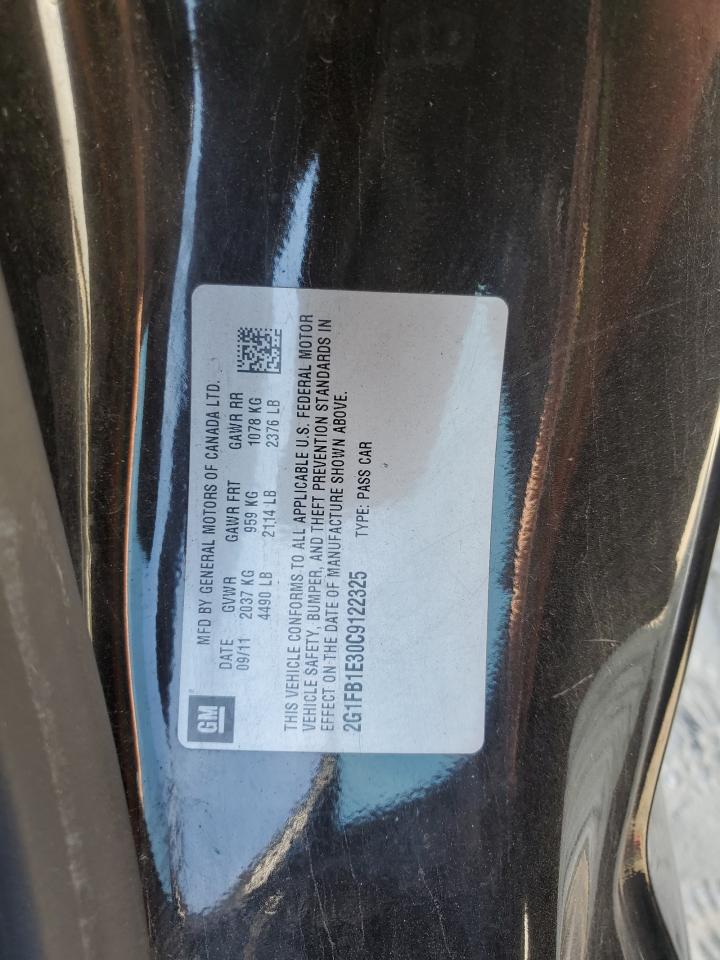 GM
MFD BY GENERAL MOTORS OF CANADA LTD.
DATE GVWR GAWR FRT GAWR RR
09/11 2037 KG 959 KG 1078 KG
4490 LB 2114 LB 2376 LB
THIS VEHICLE CONFORMS TO ALL APPLICABLE U.S. FEDERAL MOTOR
VEHICLE SAFETY, BUMPER, AND THEFT PREVENTION STANDARDS IN
EFFECT ON THE DATE OF MANUFACTURE SHOWN ABOVE.
2G1FB1E30C9122325 TYPE: PASS CAR